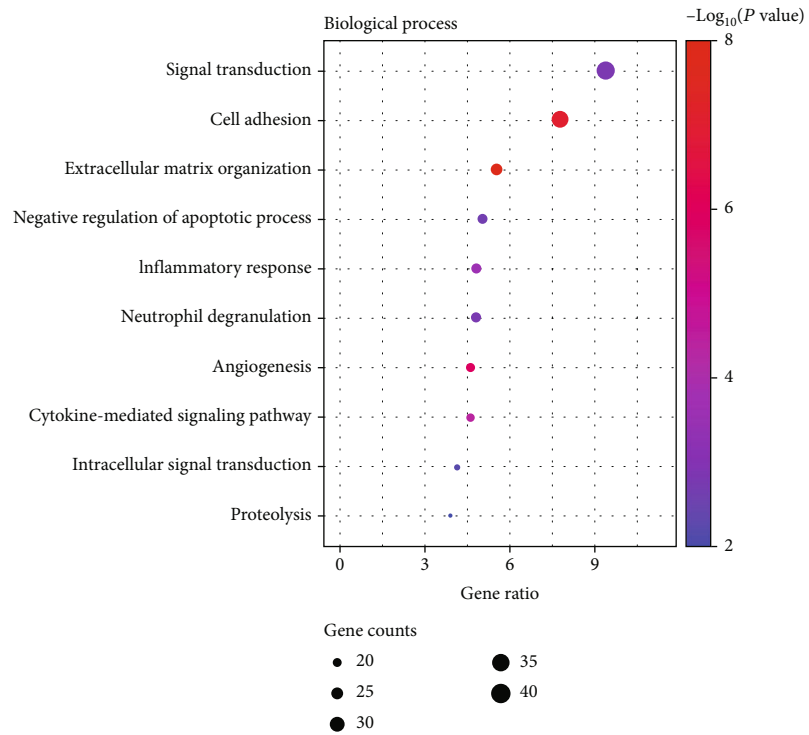 Biological process
–Log10(P value)
Signal transduction
Cell adhesion
Extracellular matrix organization
Negative regulation of apoptotic process
Inflammatory response
Neutrophil degranulation
Angiogenesis
Cytokine-mediated signaling pathway
Intracellular signal transduction
Proteolysis
0 3 6 9
Gene ratio
8
6
4
2
Gene counts
20
25
30
35
40